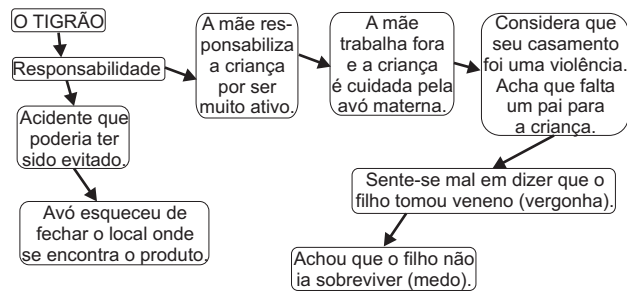 O TIGRÃO
Responsabilidade
Acidente que
poderia ter
sido evitado.
Avó esqueceu de
fechar o local onde
se encontra o produto.
A mãe res-
ponsabiliza
a criança
por ser
muito ativo.
A mãe
trabalha fora
e a criança
é cuidada pela
avó materna.
Considera que
seu casamento
foi uma violência.
Acha que falta
um pai para
a criança.
Sente-se mal em dizer que o
filho tomou veneno (vergonha).
Achou que o filho não
ia sobreviver (medo).